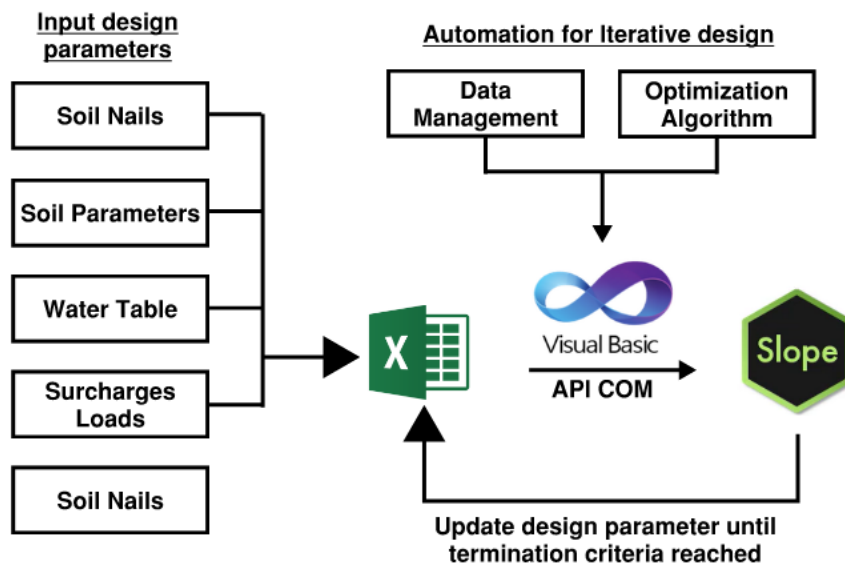 Input design
parameters
Soil Nails
Soil Parameters
Water Table
Surcharges
Loads
Soil Nails
Automation for Iterative design
Data
Management
Optimization
Algorithm
X
Visual Basic
API COM
Slope
Update design parameter until
termination criteria reached